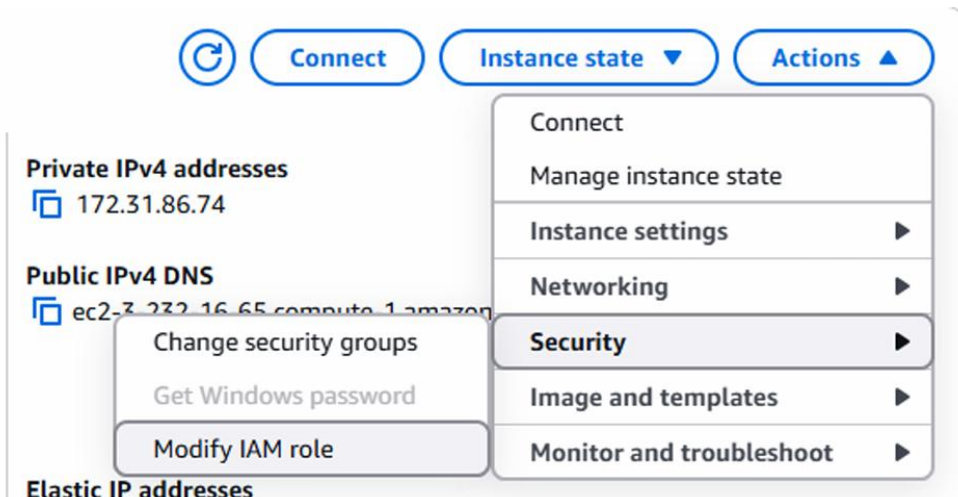 Connect
Instance state
Actions
Connect
Manage instance state
Instance settings
Networking
Security
Image and templates
Monitor and troubleshoot
Private IPv4 addresses
172.31.86.74
Public IPv4 DNS
ec2-3-232-16-65.compute-1.amazon
Change security groups
Get Windows password
Modify IAM role
Elastic IP addresses